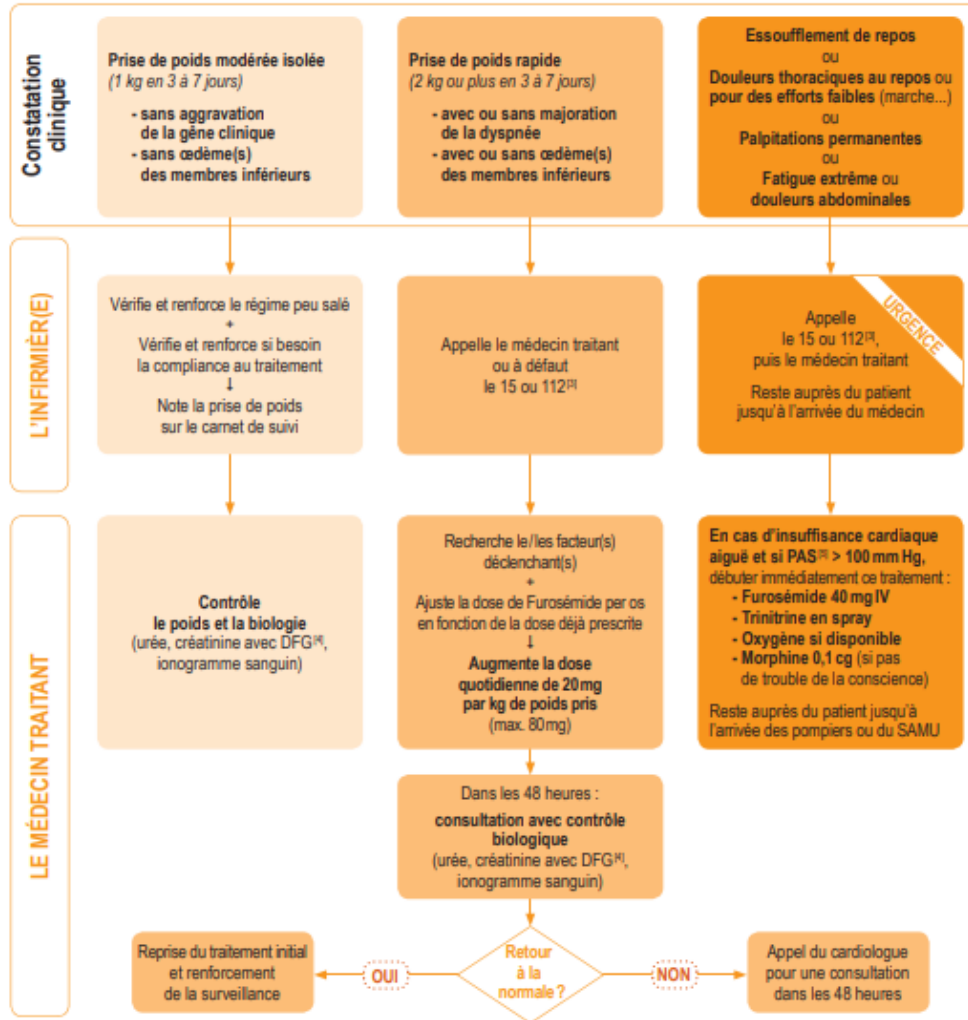 Constatation
clinique
Prise de poids modérée isolée
(1 kg en 3 à 7 jours)
- sans aggravation
de la gêne clinique
- sans œdème(s)
des membres inférieurs
Prise de poids rapide
(2 kg ou plus en 3 à 7 jours)
- avec ou sans majoration
de la dyspnée
- avec ou sans œdème(s)
des membres inférieurs
Essoufflement de repos
ou
Douleurs thoraciques au repos ou
pour des efforts faibles (marche...)
ou
Palpitations permanentes
ou
Fatigue extrême ou
douleurs abdominales
L'INFIRMIÈR(E)
Vérifie et renforce le régime peu salé
+
Vérifie et renforce si besoin
la compliance au traitement
↓
Note la prise de poids
sur le carnet de suivi
Appelle le médecin traitant
ou à défaut
le 15 ou 112[3]
URGENCE
Appelle
le 15 ou 112[3],
puis le médecin traitant
Reste auprès du patient
jusqu'à l'arrivée du médecin
LE MÉDECIN TRAITANT
Contrôle
le poids et la biologie
(urée, créatinine avec DFG[4],
ionogramme sanguin)
Recherche le/les facteur(s)
déclenchant(s)
+
Ajuste la dose de Furosémide per os
en fonction de la dose déjà prescrite
↓
Augmente la dose
quotidienne de 20mg
par kg de poids pris
(max. 80mg)
En cas d'insuffisance cardiaque
aiguë et si PAS[5] > 100 mm Hg,
débuter immédiatement ce traitement :
- Furosémide 40 mg IV
- Trinitrine en spray
- Oxygène si disponible
- Morphine 0,1 cg (si pas
de trouble de la conscience)
Reste auprès du patient jusqu'à
l'arrivée des pompiers ou du SAMU
Dans les 48 heures :
consultation avec contrôle
biologique
(urée, créatinine avec DFG[4],
ionogramme sanguin)
Reprise du traitement initial
et renforcement
de la surveillance
OUI
Retour
à la
normale ?
NON
Appel du cardiologue
pour une consultation
dans les 48 heures